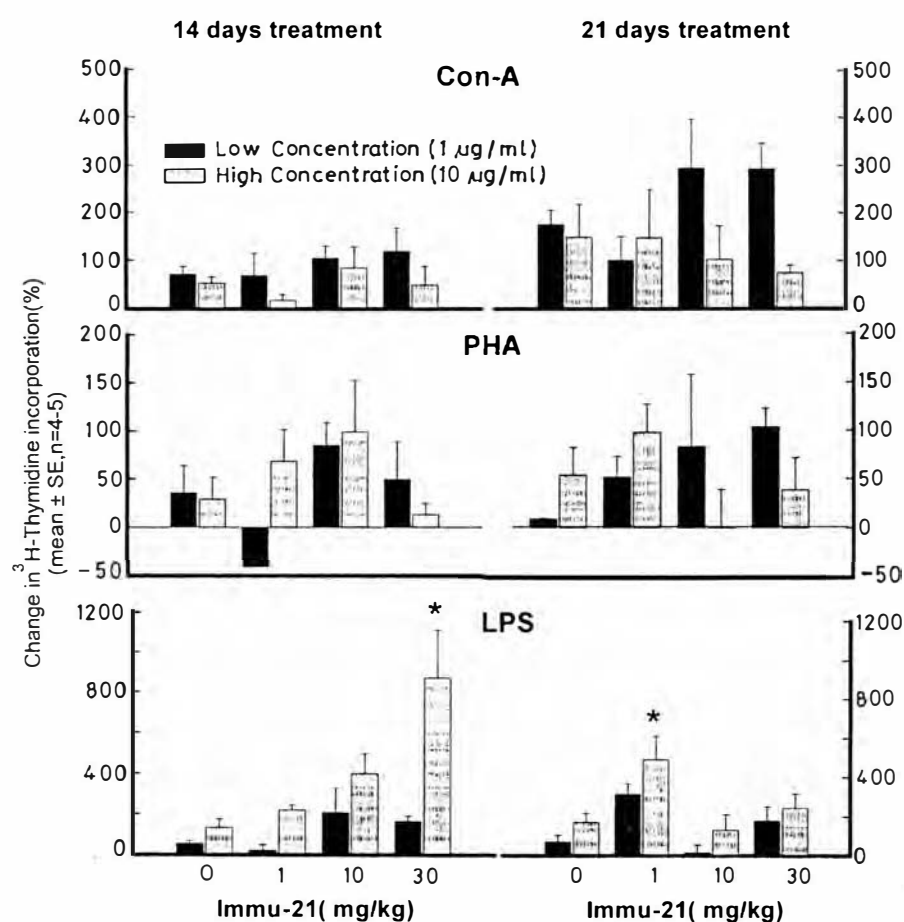 14 days treatment
21 days treatment
Con-A
500
400
300
200
100
0
500
400
300
200
100
0
Low Concentration (1 µg/ml)
High Concentration (10 µg/ml)
PHA
200
150
100
50
0
-50
200
150
100
50
0
-50
LPS
1200
800
400
0
1200
800
400
0
*
*
Change in ³H-Thymidine incorporation(%)
(mean ± SE,n=4-5)
0 1 10 30
0 1 10 30
Immu-21( mg/kg)
Immu-21( mg/kg)